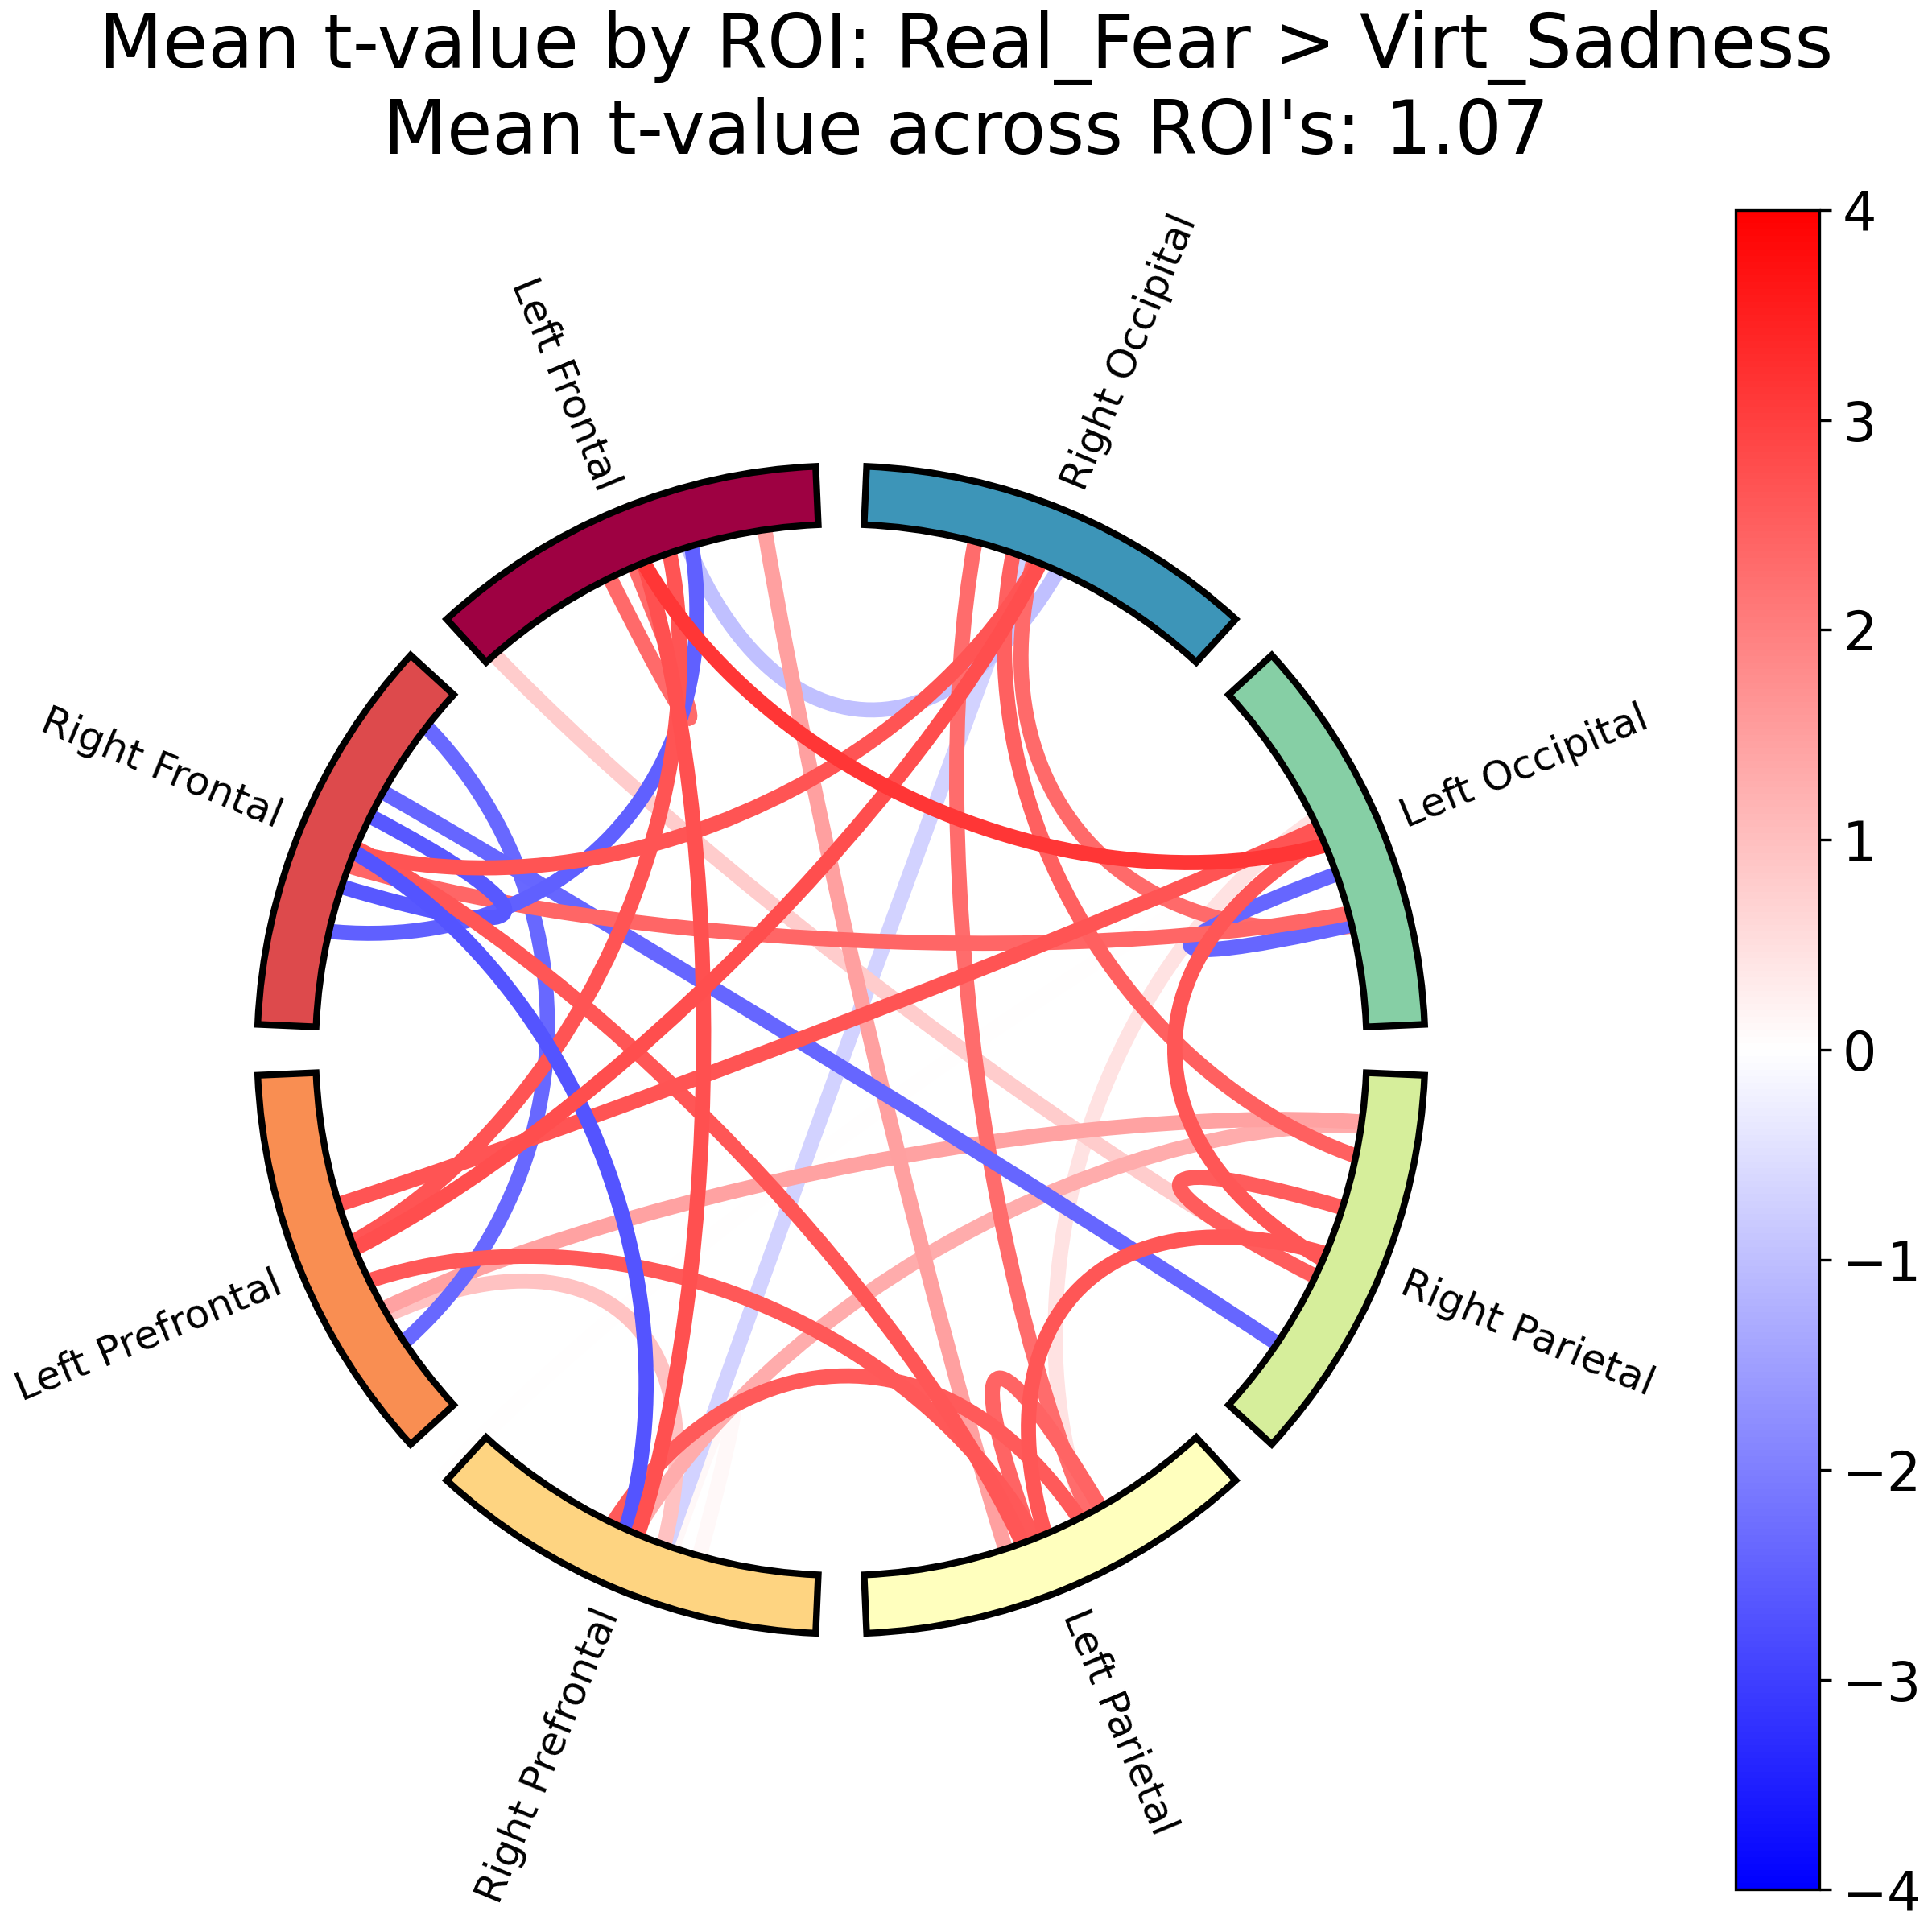 Mean t-value by ROI: Real_Fear > Virt_Sadness
Mean t-value across ROI's: 1.07
Left Frontal
Right Occipital
Right Frontal
Left Occipital
Left Prefrontal
Right Parietal
Right Prefrontal
Left Parietal
4
3
2
1
0
−1
−2
−3
−4